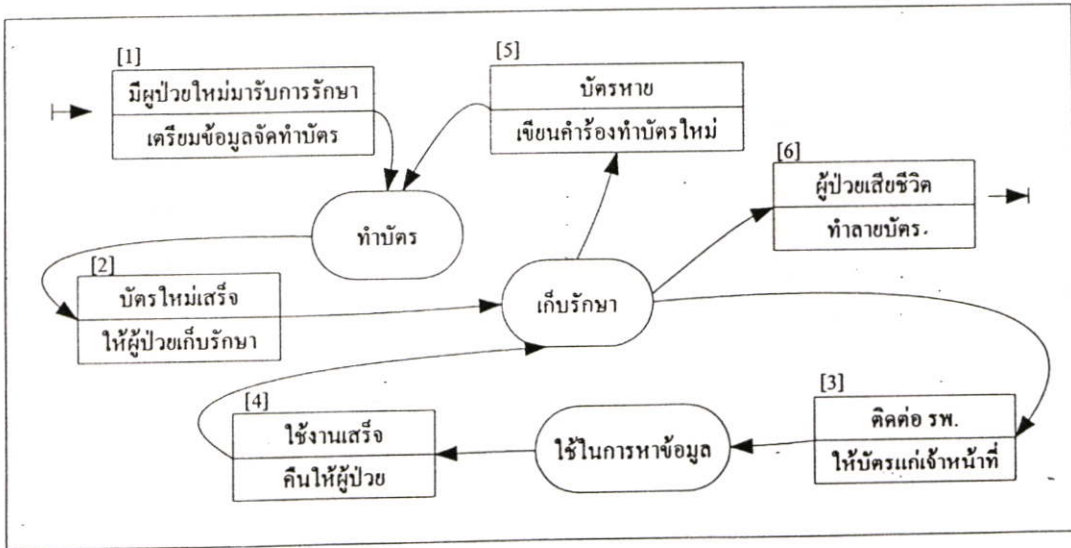 [1]
มีผู้ป่วยใหม่มารับการรักษา
เตรียมข้อมูลจัดทำบัตร
[5]
บัตรหาย
เขียนคำร้องทำบัตรใหม่
[6]
ผู้ป่วยเสียชีวิต
ทำลายบัตร
ทำบัตร
[2]
บัตรใหม่เสร็จ
ให้ผู้ป่วยเก็บรักษา
เก็บรักษา
[4]
ใช้งานเสร็จ
คืนให้ผู้ป่วย
ใช้ในการหาข้อมูล
[3]
ติดต่อ รพ.
ให้บัตรแก่เจ้าหน้าที่